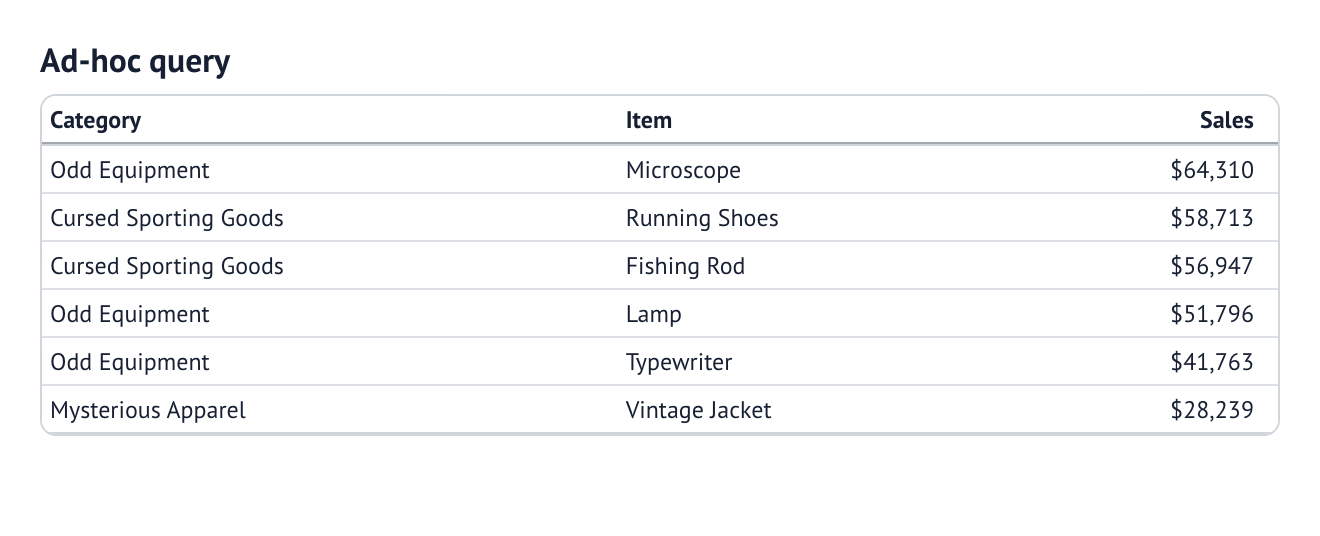 Ad-hoc query
Category Item Sales
Odd Equipment Microscope $64,310
Cursed Sporting Goods Running Shoes $58,713
Cursed Sporting Goods Fishing Rod $56,947
Odd Equipment Lamp $51,796
Odd Equipment Typewriter $41,763
Mysterious Apparel Vintage Jacket $28,239